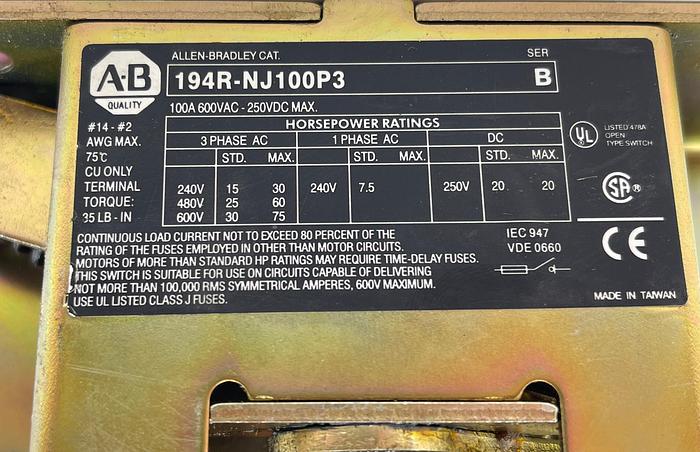 ALLEN-BRADLEY CAT. SER
A·B QUALITY
194R-NJ100P3 B
100A 600VAC - 250VDC MAX.
#14 - #2
AWG MAX.
75°C
CU ONLY
TERMINAL
TORQUE:
35 LB - IN
HORSEPOWER RATINGS
3 PHASE AC 1 PHASE AC DC
STD. MAX. STD. MAX. STD. MAX.
240V 15 30 240V 7.5 250V 20 20
480V 25 60
600V 30 75
UL LISTED 478A
OPEN
TYPE SWITCH
SA
CE
CONTINUOUS LOAD CURRENT NOT TO EXCEED 80 PERCENT OF THE
RATING OF THE FUSES EMPLOYED IN OTHER THAN MOTOR CIRCUITS.
MOTORS OF MORE THAN STANDARD HP RATINGS MAY REQUIRE TIME-DELAY FUSES.
THIS SWITCH IS SUITABLE FOR USE ON CIRCUITS CAPABLE OF DELIVERING
NOT MORE THAN 100,000 RMS SYMMETRICAL AMPERES, 600V MAXIMUM.
USE UL LISTED CLASS J FUSES.
IEC 947
VDE 0660
MADE IN TAIWAN